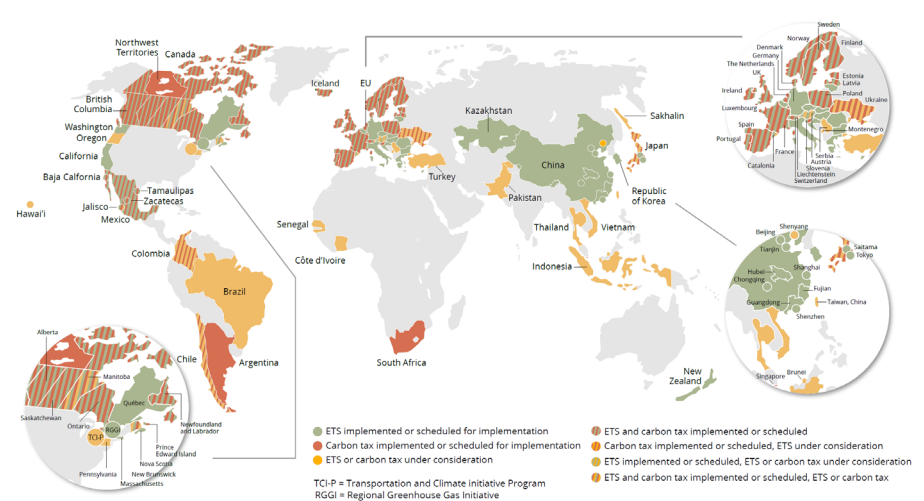 Northwest
Territories
Canada
British
Columbia
Washington
Oregon
California
Baja Calfornia
Tamaulipas
Zacatecas
Jalisco
Mexico
Hawai'i
Iceland
EU
Kazakhstan
Sakhalin
China
Japan
Turkey
Pakistan
Republic
of Korea
Senegal
Côte d'Ivoire
Thailand
Vietnam
Indonesia
Colombia
Brazil
Chile
Argentina
South Africa
New
Zealand
Sweden
Norway
Finland
Denmark
Germany
The Netherlands
UK
Estonia
Latvia
Ireland
Poland
Ukraine
Luxembourg
Spain
Portugal
Montenegro
Catalonia
France
Serbia
Austria
Slovenia
Liechtenstein
Switzerland
Beijing
Shenyang
Tianjin
Saitama
Tokyo
Hubei
Chongqing
Shanghai
Fujian
Guangdong
Taiwan, China
Shenzhen
Singapore
Brunei
Alberta
Manitoba
Québec
Saskatchewan
Ontario
Newfoundland
and Labrador
TCI-P
RGGI
Prince
Edward Island
Pennsylvania
Nova Scotia
New Brunswick
Massachusetts
ETS implemented or scheduled for implementation
Carbon tax implemented or scheduled for implementation
ETS or carbon tax under consideration
TCI-P = Transportation and Climate initiative Program
RGGI = Regional Greenhouse Gas Initiative
ETS and carbon tax implemented or scheduled
Carbon tax implemented or scheduled, ETS under consideration
ETS implemented or scheduled, ETS or carbon tax under consideration
ETS and carbon tax implemented or scheduled, ETS or carbon tax